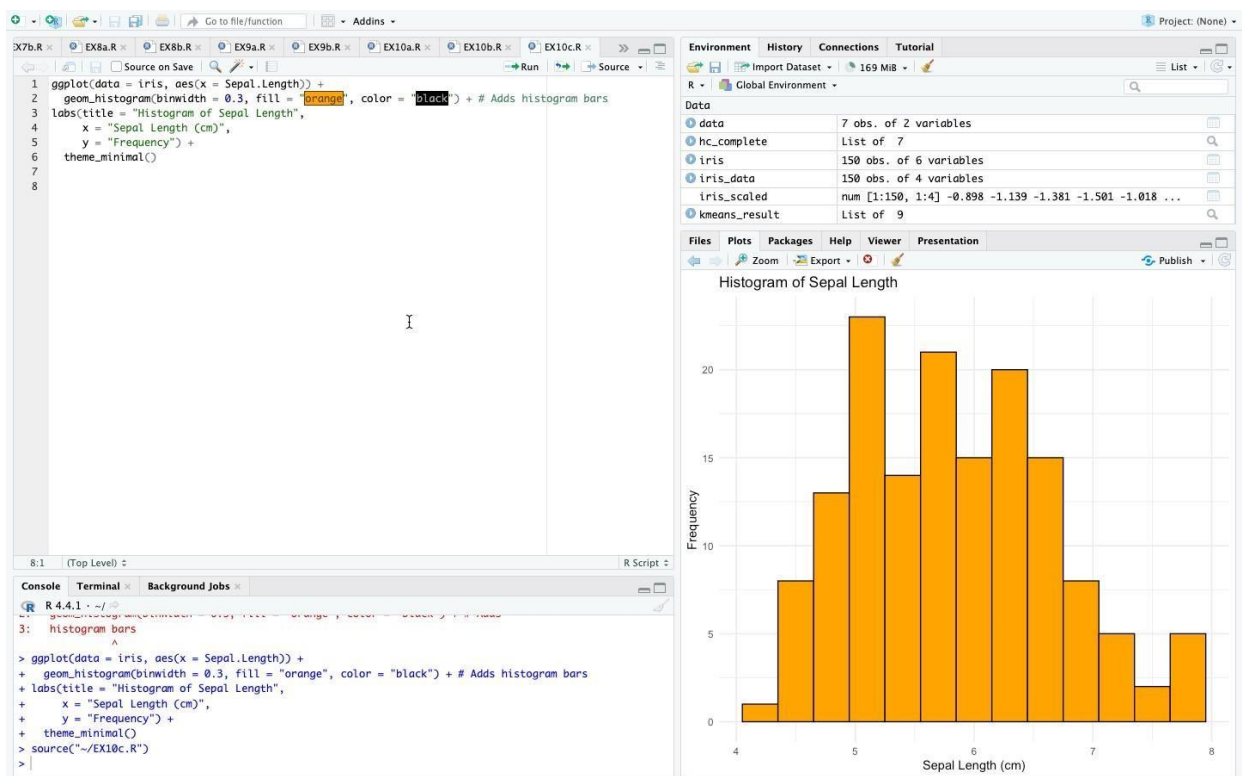 Go to file/function
Addins
Project: (None)
EX7b.R
EX8a.R
EX8b.R
EX9a.R
EX9b.R
EX10a.R
EX10b.R
EX10c.R
Source on Save
Run
Source
1 ggplot(data = iris, aes(x = Sepal.Length)) +
2 geom_histogram(binwidth = 0.3, fill = "orange", color = "black") + # Adds histogram bars
3 labs(title = "Histogram of Sepal Length",
4 x = "Sepal Length (cm)",
5 y = "Frequency") +
6 theme_minimal()
7
8
8:1 (Top Level)
R Script
Console Terminal Background Jobs
R 4.4.1 · ~/
3: histogram bars
^
> ggplot(data = iris, aes(x = Sepal.Length)) +
+ geom_histogram(binwidth = 0.3, fill = "orange", color = "black") + # Adds histogram bars
+ labs(title = "Histogram of Sepal Length",
+ x = "Sepal Length (cm)",
+ y = "Frequency") +
+ theme_minimal()
> source("~/EX10c.R")
>
Environment History Connections Tutorial
Import Dataset 169 MiB List
R Global Environment
Data
data 7 obs. of 2 variables
hc_complete List of 7
iris 150 obs. of 6 variables
iris_data 150 obs. of 4 variables
iris_scaled num [1:150, 1:4] -0.898 -1.139 -1.381 -1.501 -1.018 ...
kmeans_result List of 9
Files Plots Packages Help Viewer Presentation
Zoom Export Publish
Histogram of Sepal Length
20
15
10
5
0
Frequency
4 5 6 7 8
Sepal Length (cm)